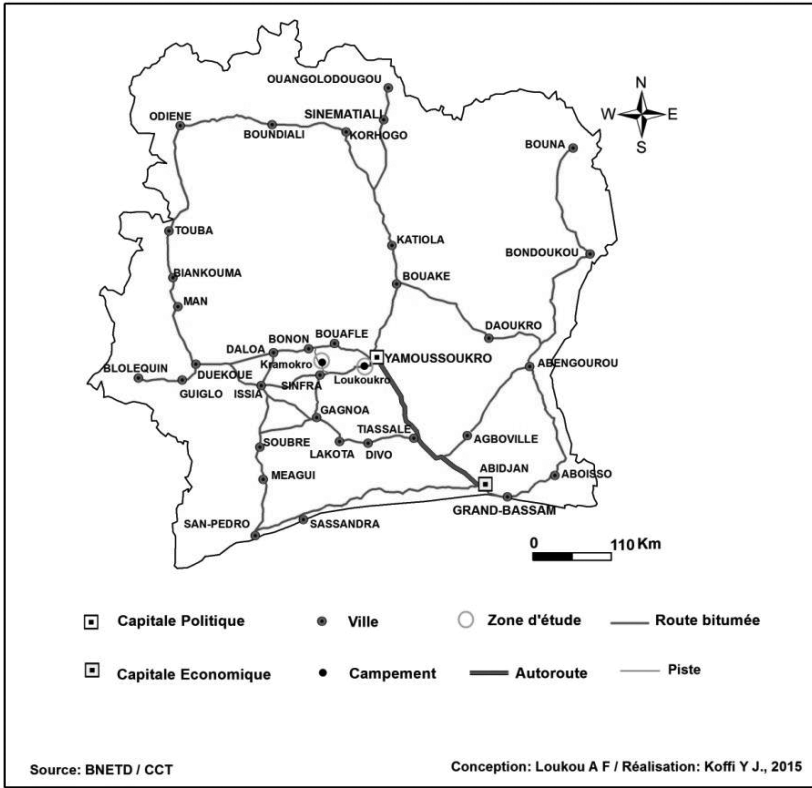 OUANGOLODOUGOU
N
W E
S
ODIENE
SINEMATIALI
BOUNDIALI
KORHOGO
BOUNA
TOUBA
KATIOLA
BONDOUKOU
BIANKOUMA
BOUAKE
MAN
DAOUKRO
BOUAFLE
BONON
DALOA
YAMOUSSOUKRO
Kramokro
ABENGOUROU
BLOLEQUIN
DUEKOUE
Loukoukro
GUIGLO
ISSIA
SINFRA
GAGNOA
TIASSALE
AGBOVILLE
SOUBRE
LAKOTA
DIVO
ABIDJAN
MEAGUI
ABOISSO
GRAND-BASSAM
SAN-PEDRO
SASSANDRA
0 110 Km
Capitale Politique Ville Zone d'étude Route bitumée
Capitale Economique Campement Autoroute Piste
Source: BNETD / CCT Conception: Loukou A F / Réalisation: Koffi Y J., 2015